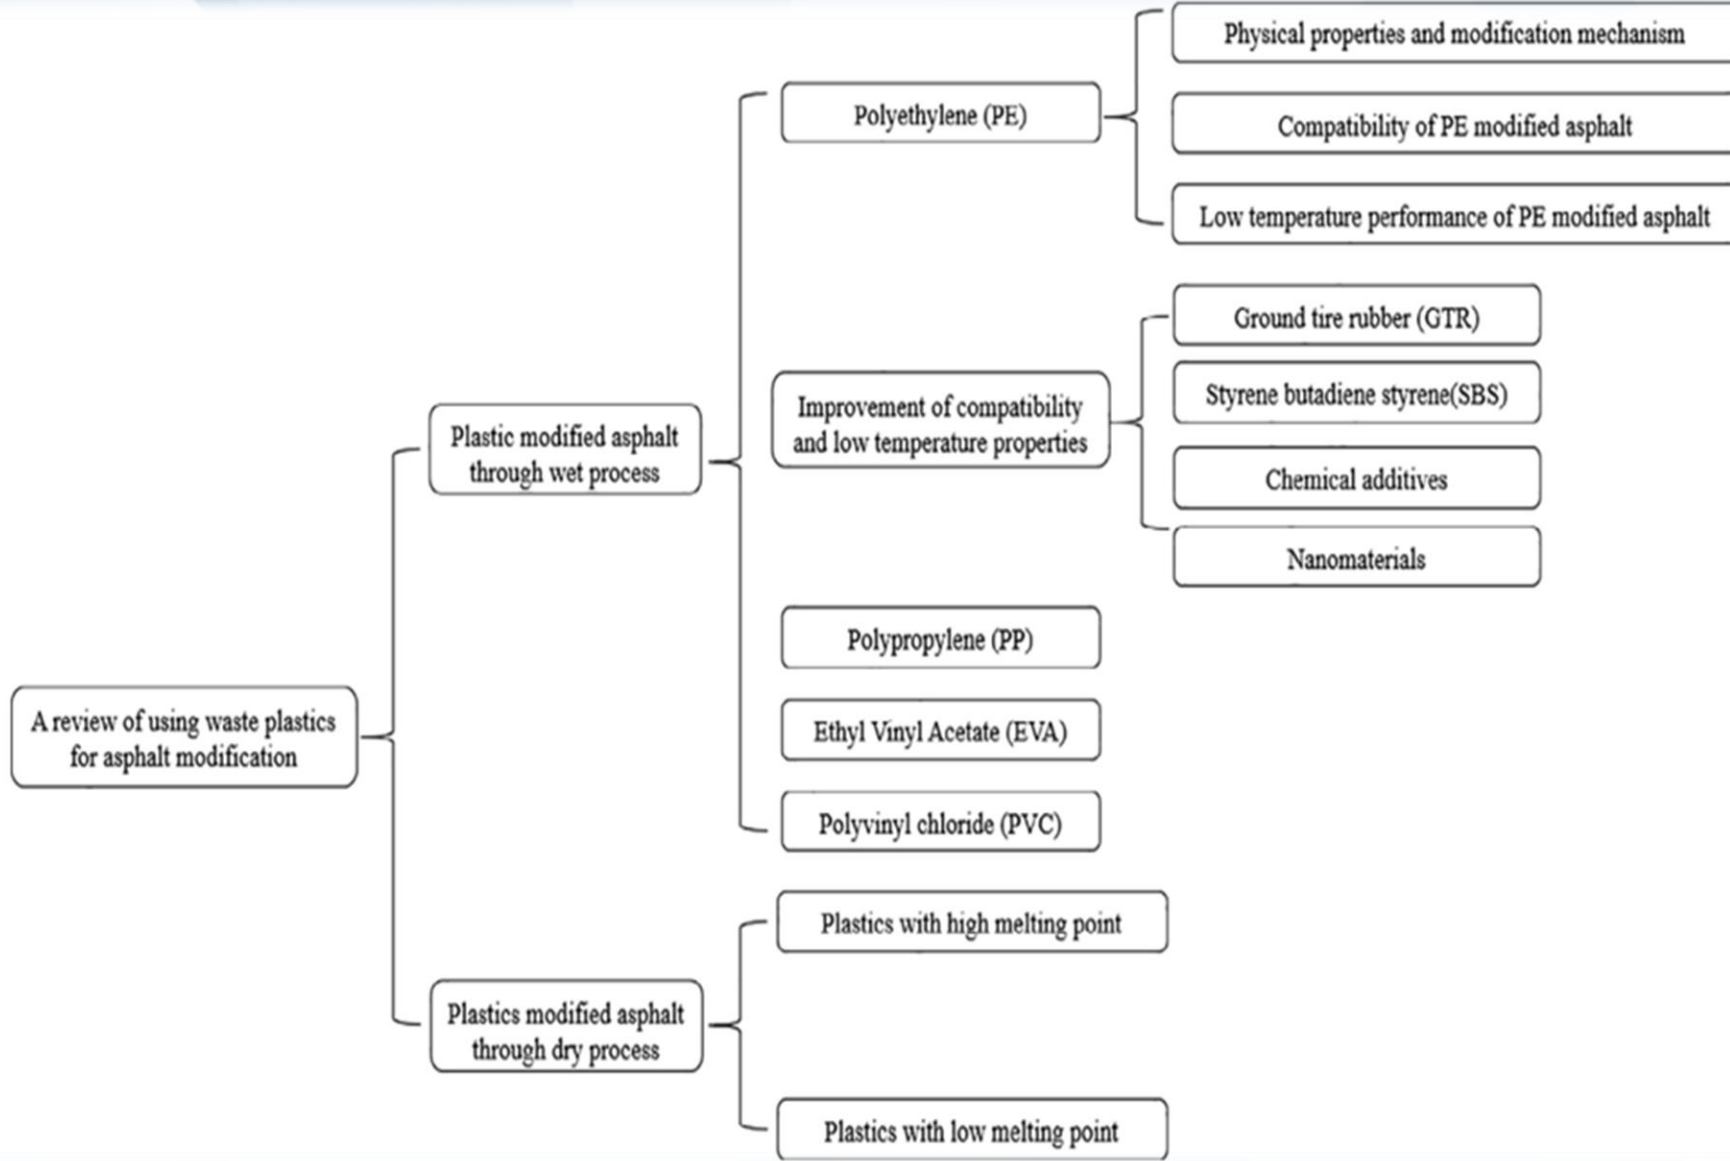 Physical properties and modification mechanism
Polyethylene (PE)
Compatibility of PE modified asphalt
Low temperature performance of PE modified asphalt
Ground tire rubber (GTR)
Styrene butadiene styrene(SBS)
Improvement of compatibility
and low temperature properties
Plastic modified asphalt
through wet process
Chemical additives
Nanomaterials
Polypropylene (PP)
A review of using waste plastics
for asphalt modification
Ethyl Vinyl Acetate (EVA)
Polyvinyl chloride (PVC)
Plastics with high melting point
Plastics modified asphalt
through dry process
Plastics with low melting point